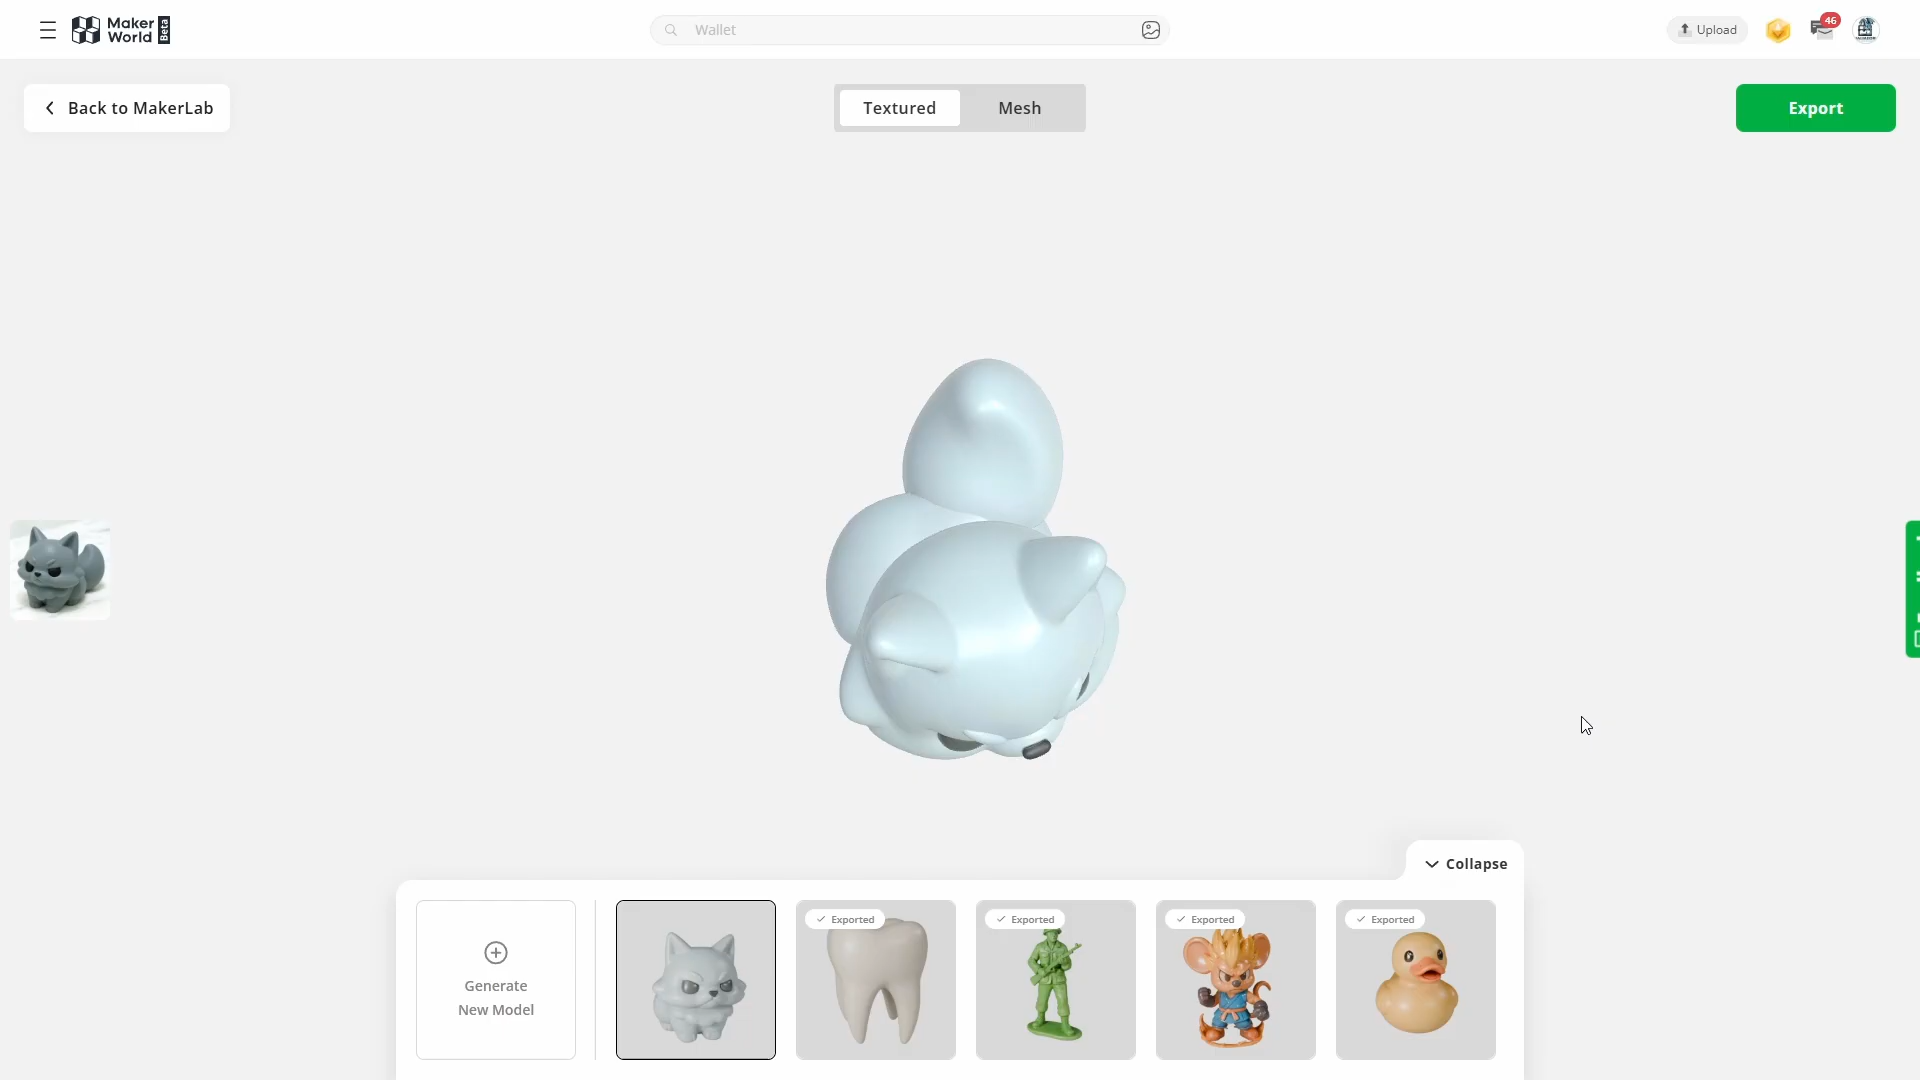 Maker
World
Beta
Wallet
Upload
46
Back to MakerLab
Textured
Mesh
Export
Collapse
Generate
New Model
Exported
Exported
Exported
Exported